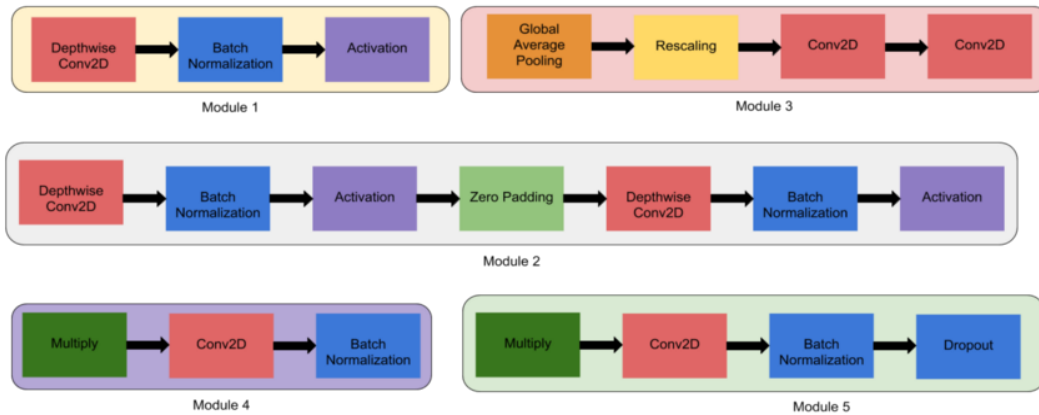 Depthwise
Conv2D
Batch
Normalization
Activation
Module 1
Global
Average
Pooling
Rescaling
Conv2D
Conv2D
Module 3
Depthwise
Conv2D
Batch
Normalization
Activation
Zero Padding
Depthwise
Conv2D
Batch
Normalization
Activation
Module 2
Multiply
Conv2D
Batch
Normalization
Module 4
Multiply
Conv2D
Batch
Normalization
Dropout
Module 5